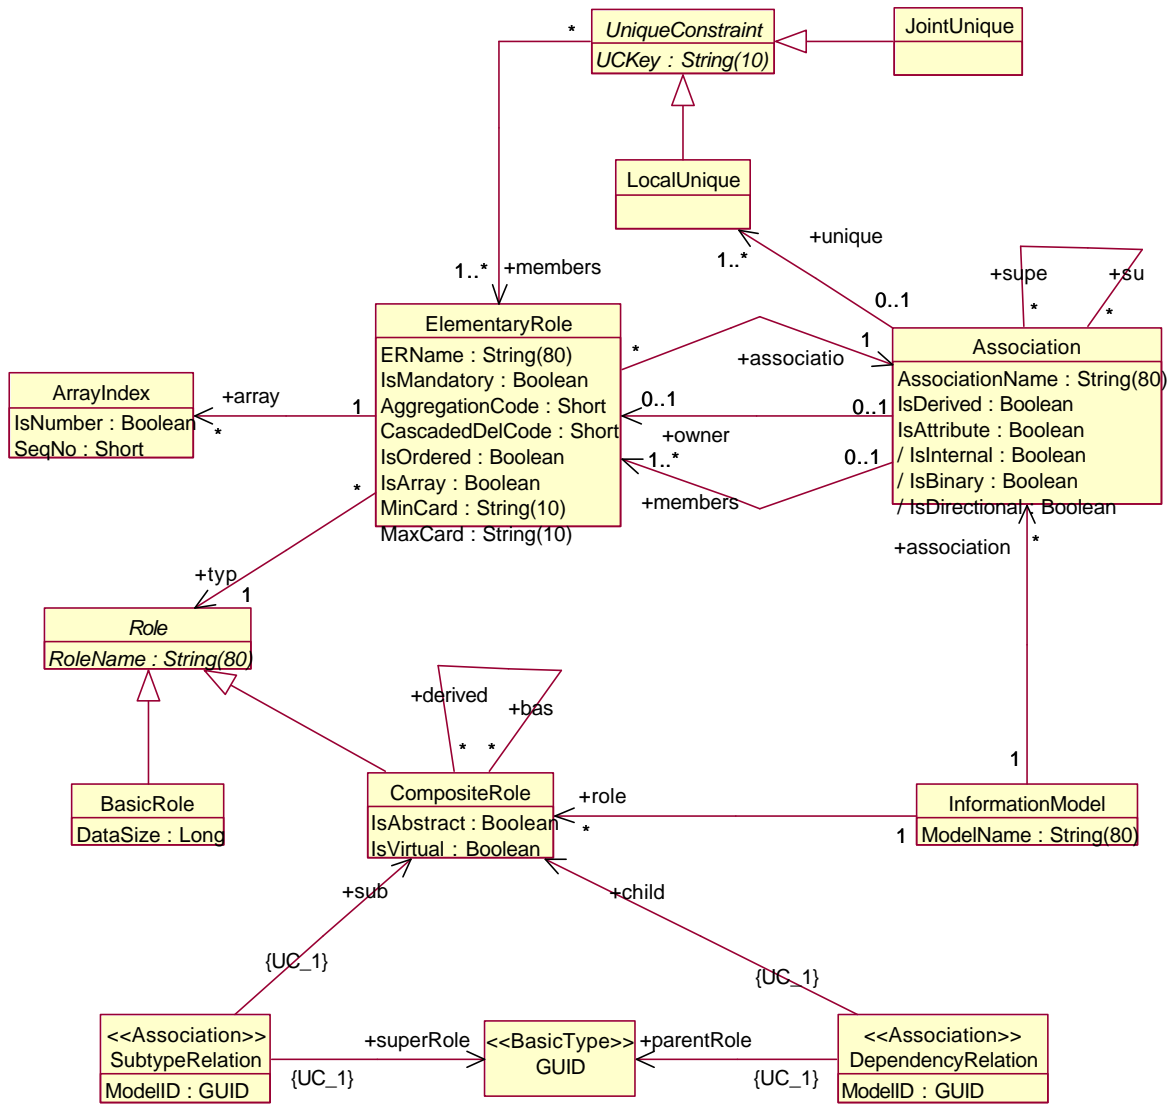 UniqueConstraint
UCKey : String(10)
JointUnique
*
LocalUnique
+unique
1..*
0..1
+supe
+su
*
*
1..*
+members
ElementaryRole
ERName : String(80)
IsMandatory : Boolean
AggregationCode : Short
CascadedDelCode : Short
IsOrdered : Boolean
IsArray : Boolean
MinCard : String(10)
MaxCard : String(10)
*
1
+associatio
0..1
0..1
+owner
1..*
0..1
+members
Association
AssociationName : String(80)
IsDerived : Boolean
IsAttribute : Boolean
/ IsInternal : Boolean
/ IsBinary : Boolean
/ IsDirectional : Boolean
ArrayIndex
IsNumber : Boolean
SeqNo : Short
+array
*
1
*
+typ
1
+association
*
Role
RoleName : String(80)
+derived
+bas
*
*
1
BasicRole
DataSize : Long
CompositeRole
IsAbstract : Boolean
IsVirtual : Boolean
+role
*
1
InformationModel
ModelName : String(80)
+sub
+child
{UC_1}
{UC_1}
<<Association>>
SubtypeRelation
ModelID : GUID
+superRole
{UC_1}
<<BasicType>>
GUID
+parentRole
{UC_1}
<<Association>>
DependencyRelation
ModelID : GUID